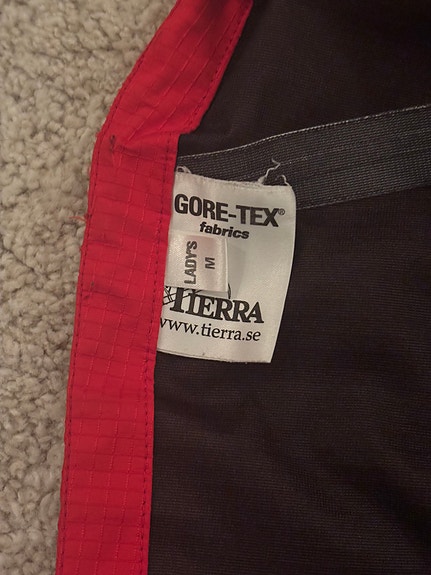 GORE-TEX®
fabrics
LADY'S
M
TIERRA
www.tierra.se